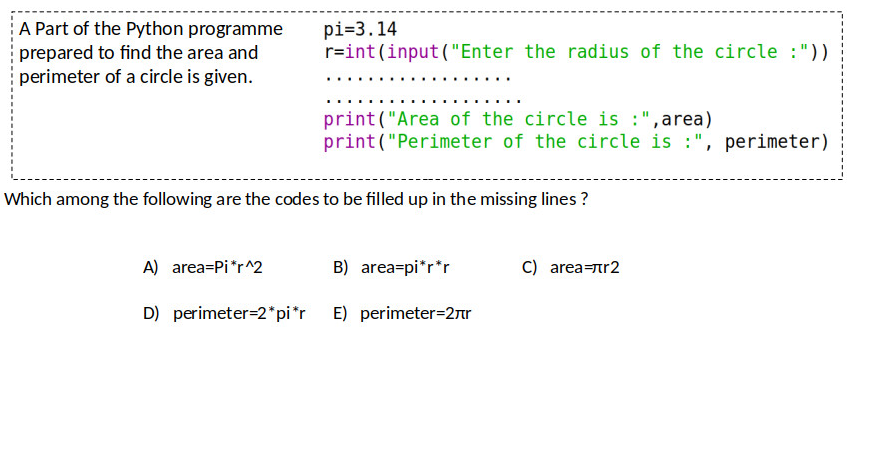 A Part of the Python programme
prepared to find the area and
perimeter of a circle is given.
pi=3.14
r=int(input("Enter the radius of the circle :"))
..................
...................
print("Area of the circle is :",area)
print("Perimeter of the circle is :", perimeter)
Which among the following are the codes to be filled up in the missing lines ?
A) area=Pi*r^2 B) area=pi*r*r C) area=πr2
D) perimeter=2*pi*r E) perimeter=2πr